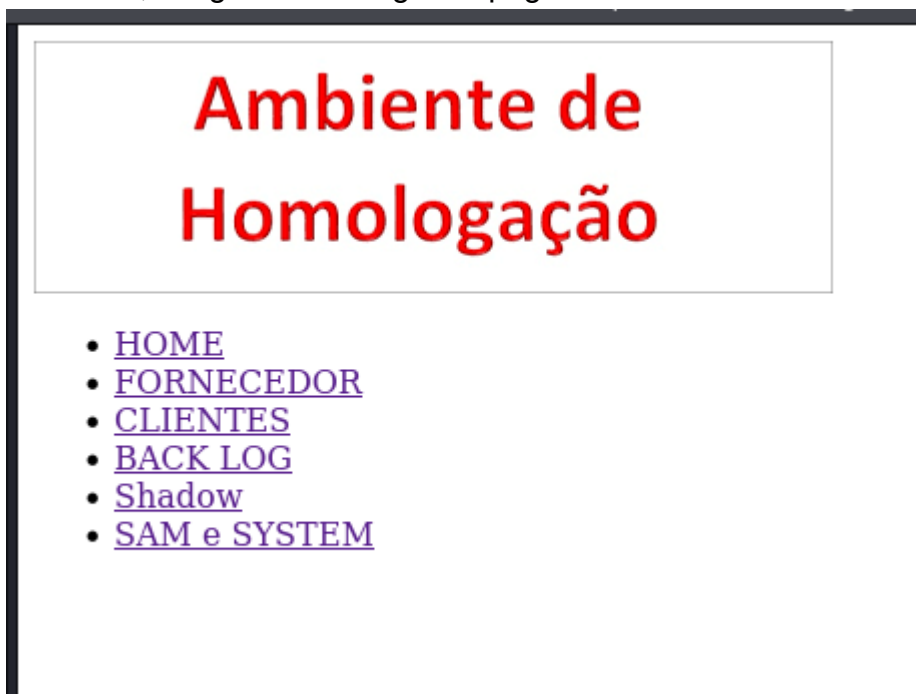 Ambiente de
Homologação
HOME
FORNECEDOR
CLIENTES
BACK LOG
Shadow
SAM e SYSTEM